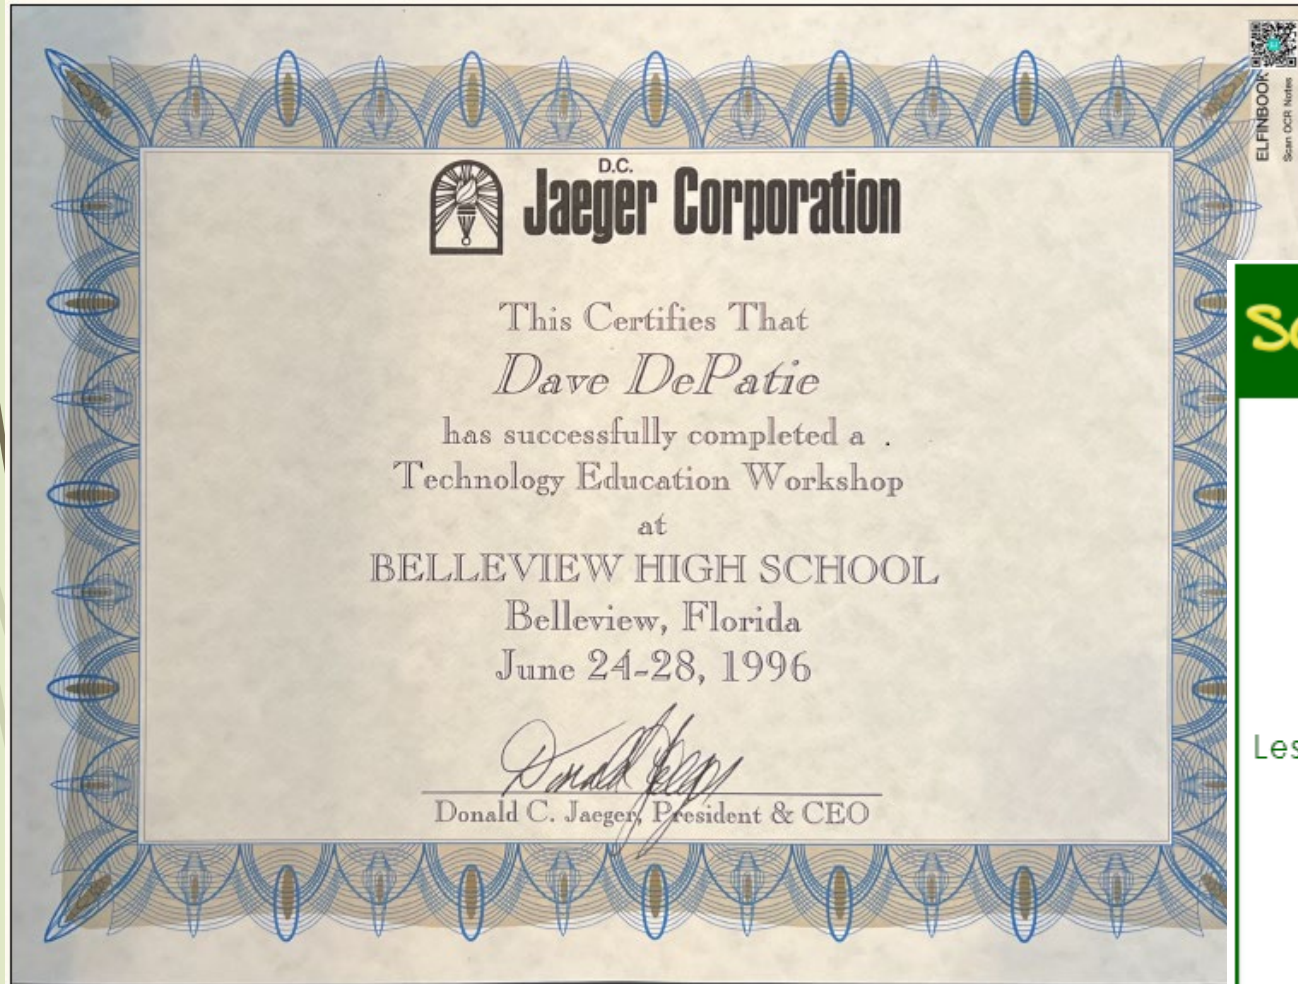 D.C.
Jaeger Corporation
This Certifies That
Dave DePatie
has successfully completed a .
Technology Education Workshop
at
BELLEVIEW HIGH SCHOOL
Belleview, Florida
June 24-28, 1996
Donald C. Jaeger, President & CEO
ELFINBOOK
Scan OCR Notes